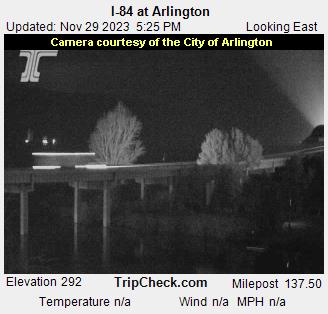 I-84 at Arlington
Updated: Nov 29 2023 5:25 PM Looking East
Camera courtesy of the City of Arlington
Elevation 292 TripCheck.com Milepost 137.50
Temperature n/a Wind n/a MPH n/a